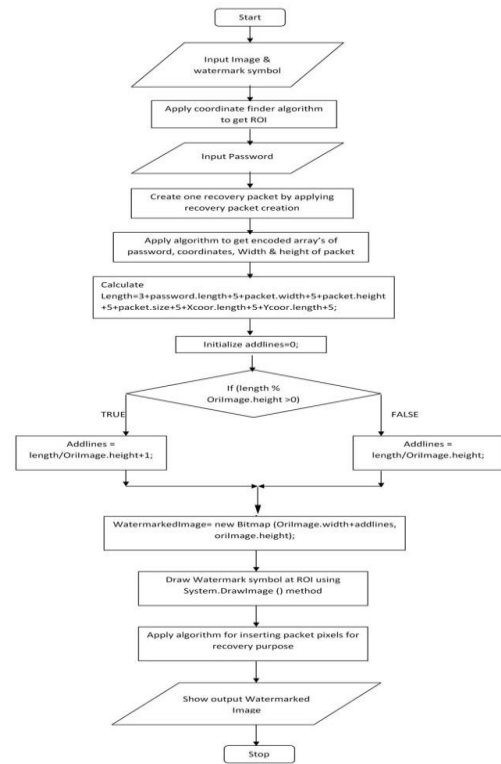 Start
Input Image &
watermark symbol
Apply coordinate finder algorithm
to get ROI
Input Password
Create one recovery packet by applying
recovery packet creation
Apply algorithm to get encoded array's of
password, coordinates, Width & height of packet
Calculate
Length=3+password.length+5+packet.width+5+packet.height
+5+packet.size+5+Xcoor.length+5+Ycoor.length+5;
Initialize addlines=0;
If (length %
OriImage.height >0)
TRUE
FALSE
Addlines =
length/OriImage.height+1;
Addlines =
length/OriImage.height;
WatermarkedImage= new Bitmap (OriImage.width+addlines,
oriImage.height);
Draw Watermark symbol at ROI using
System.DrawImage () method
Apply algorithm for inserting packet pixels for
recovery purpose
Show output Watermarked
Image
Stop